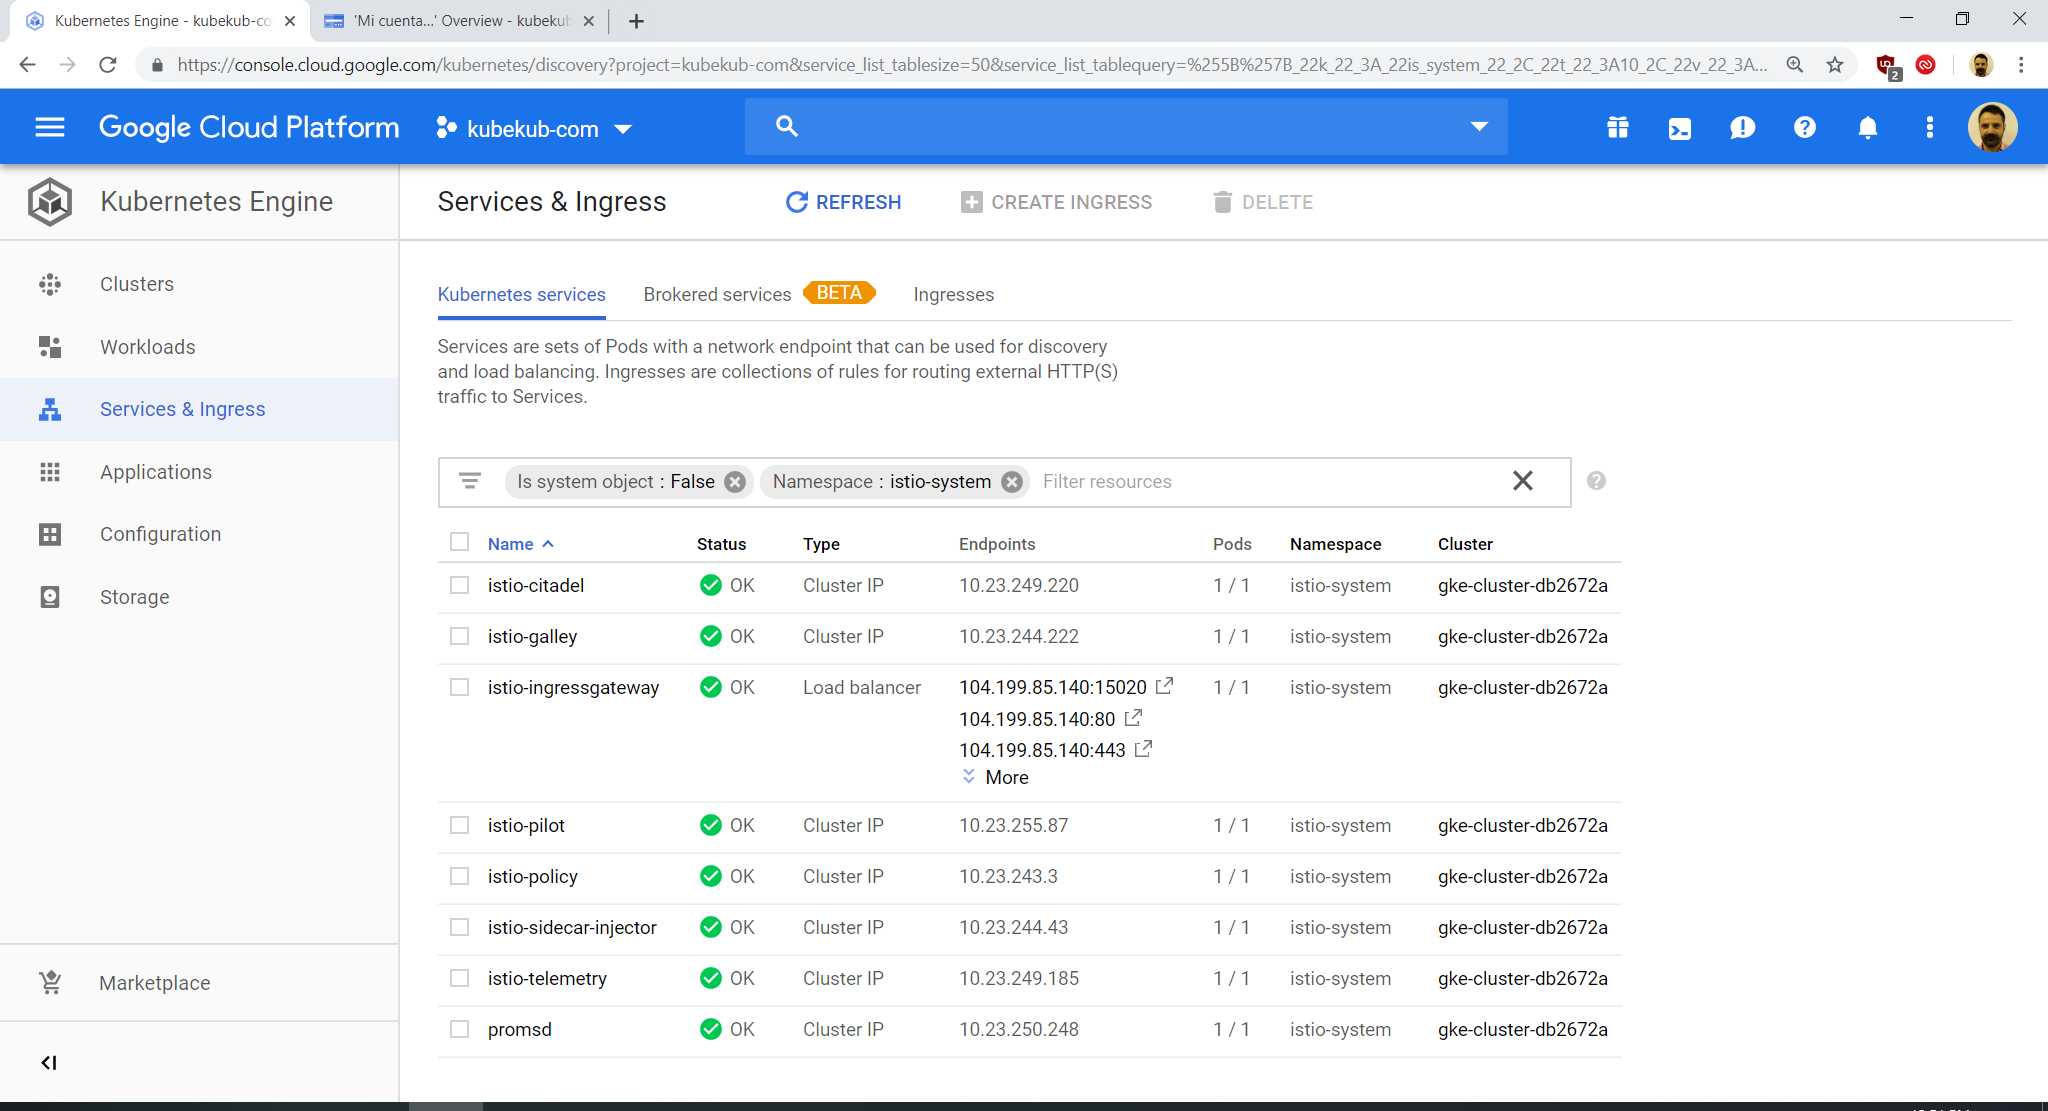 Kubernetes Engine - kubekub-co
'Mi cuenta...' Overview - kubekub
https://console.cloud.google.com/kubernetes/discovery?project=kubekub-com&service_list_tablesize=50&service_list_tablequery=%255B%257B_22k_22_3A_22is_system_22_2C_22t_22_3A10_2C_22v_22_3A...
2
Google Cloud Platform
kubekub-com
Kubernetes Engine
Services & Ingress
REFRESH
CREATE INGRESS
DELETE
Clusters
Workloads
Services & Ingress
Applications
Configuration
Storage
Marketplace
Kubernetes services
Brokered services BETA
Ingresses
Services are sets of Pods with a network endpoint that can be used for discovery
and load balancing. Ingresses are collections of rules for routing external HTTP(S)
traffic to Services.
Is system object : False Namespace : istio-system Filter resources
Name Status Type Endpoints Pods Namespace Cluster
istio-citadel OK Cluster IP 10.23.249.220 1 / 1 istio-system gke-cluster-db2672a
istio-galley OK Cluster IP 10.23.244.222 1 / 1 istio-system gke-cluster-db2672a
istio-ingressgateway OK Load balancer 104.199.85.140:15020 1 / 1 istio-system gke-cluster-db2672a
104.199.85.140:80
104.199.85.140:443
More
istio-pilot OK Cluster IP 10.23.255.87 1 / 1 istio-system gke-cluster-db2672a
istio-policy OK Cluster IP 10.23.243.3 1 / 1 istio-system gke-cluster-db2672a
istio-sidecar-injector OK Cluster IP 10.23.244.43 1 / 1 istio-system gke-cluster-db2672a
istio-telemetry OK Cluster IP 10.23.249.185 1 / 1 istio-system gke-cluster-db2672a
promsd OK Cluster IP 10.23.250.248 1 / 1 istio-system gke-cluster-db2672a